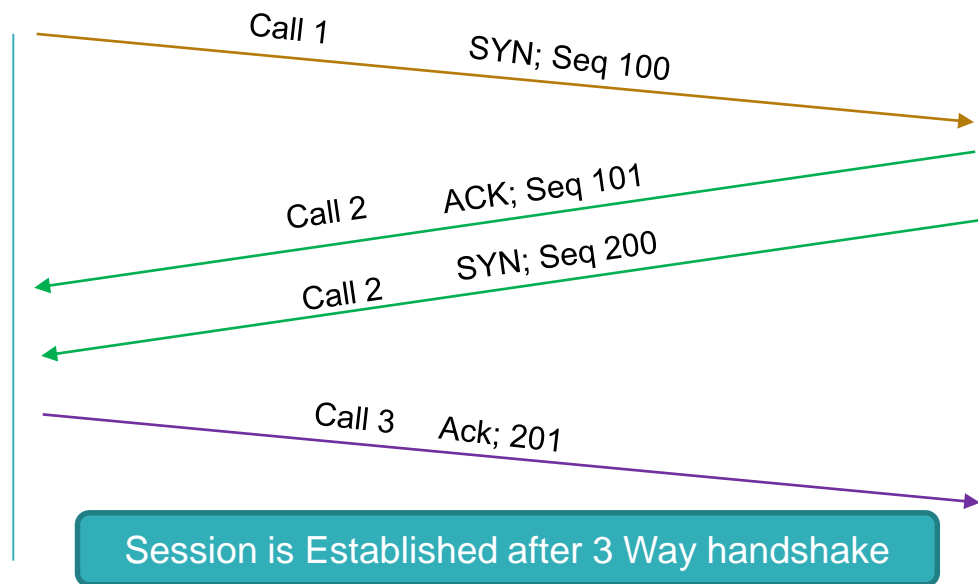 Call 1 SYN; Seq 100
Call 2 ACK; Seq 101
Call 2 SYN; Seq 200
Call 3 Ack; 201
Session is Established after 3 Way handshake